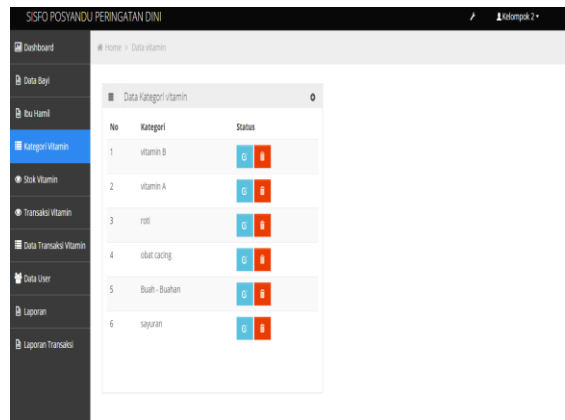 SISFO POSYANDU PERINGATAN DINI
Kelompok 2
Dashboard
Data Bayi
Ibu Hamil
Kategori Vitamin
Stok Vitamin
Transaksi Vitamin
Data Transaksi Vitamin
Data User
Laporan
Laporan Transaksi
Home > Data vitamin
Data Kategori vitamin
No Kategori Status
1 vitamin B
2 vitamin A
3 roti
4 obat cacing
5 Buah - Buahan
6 sayuran